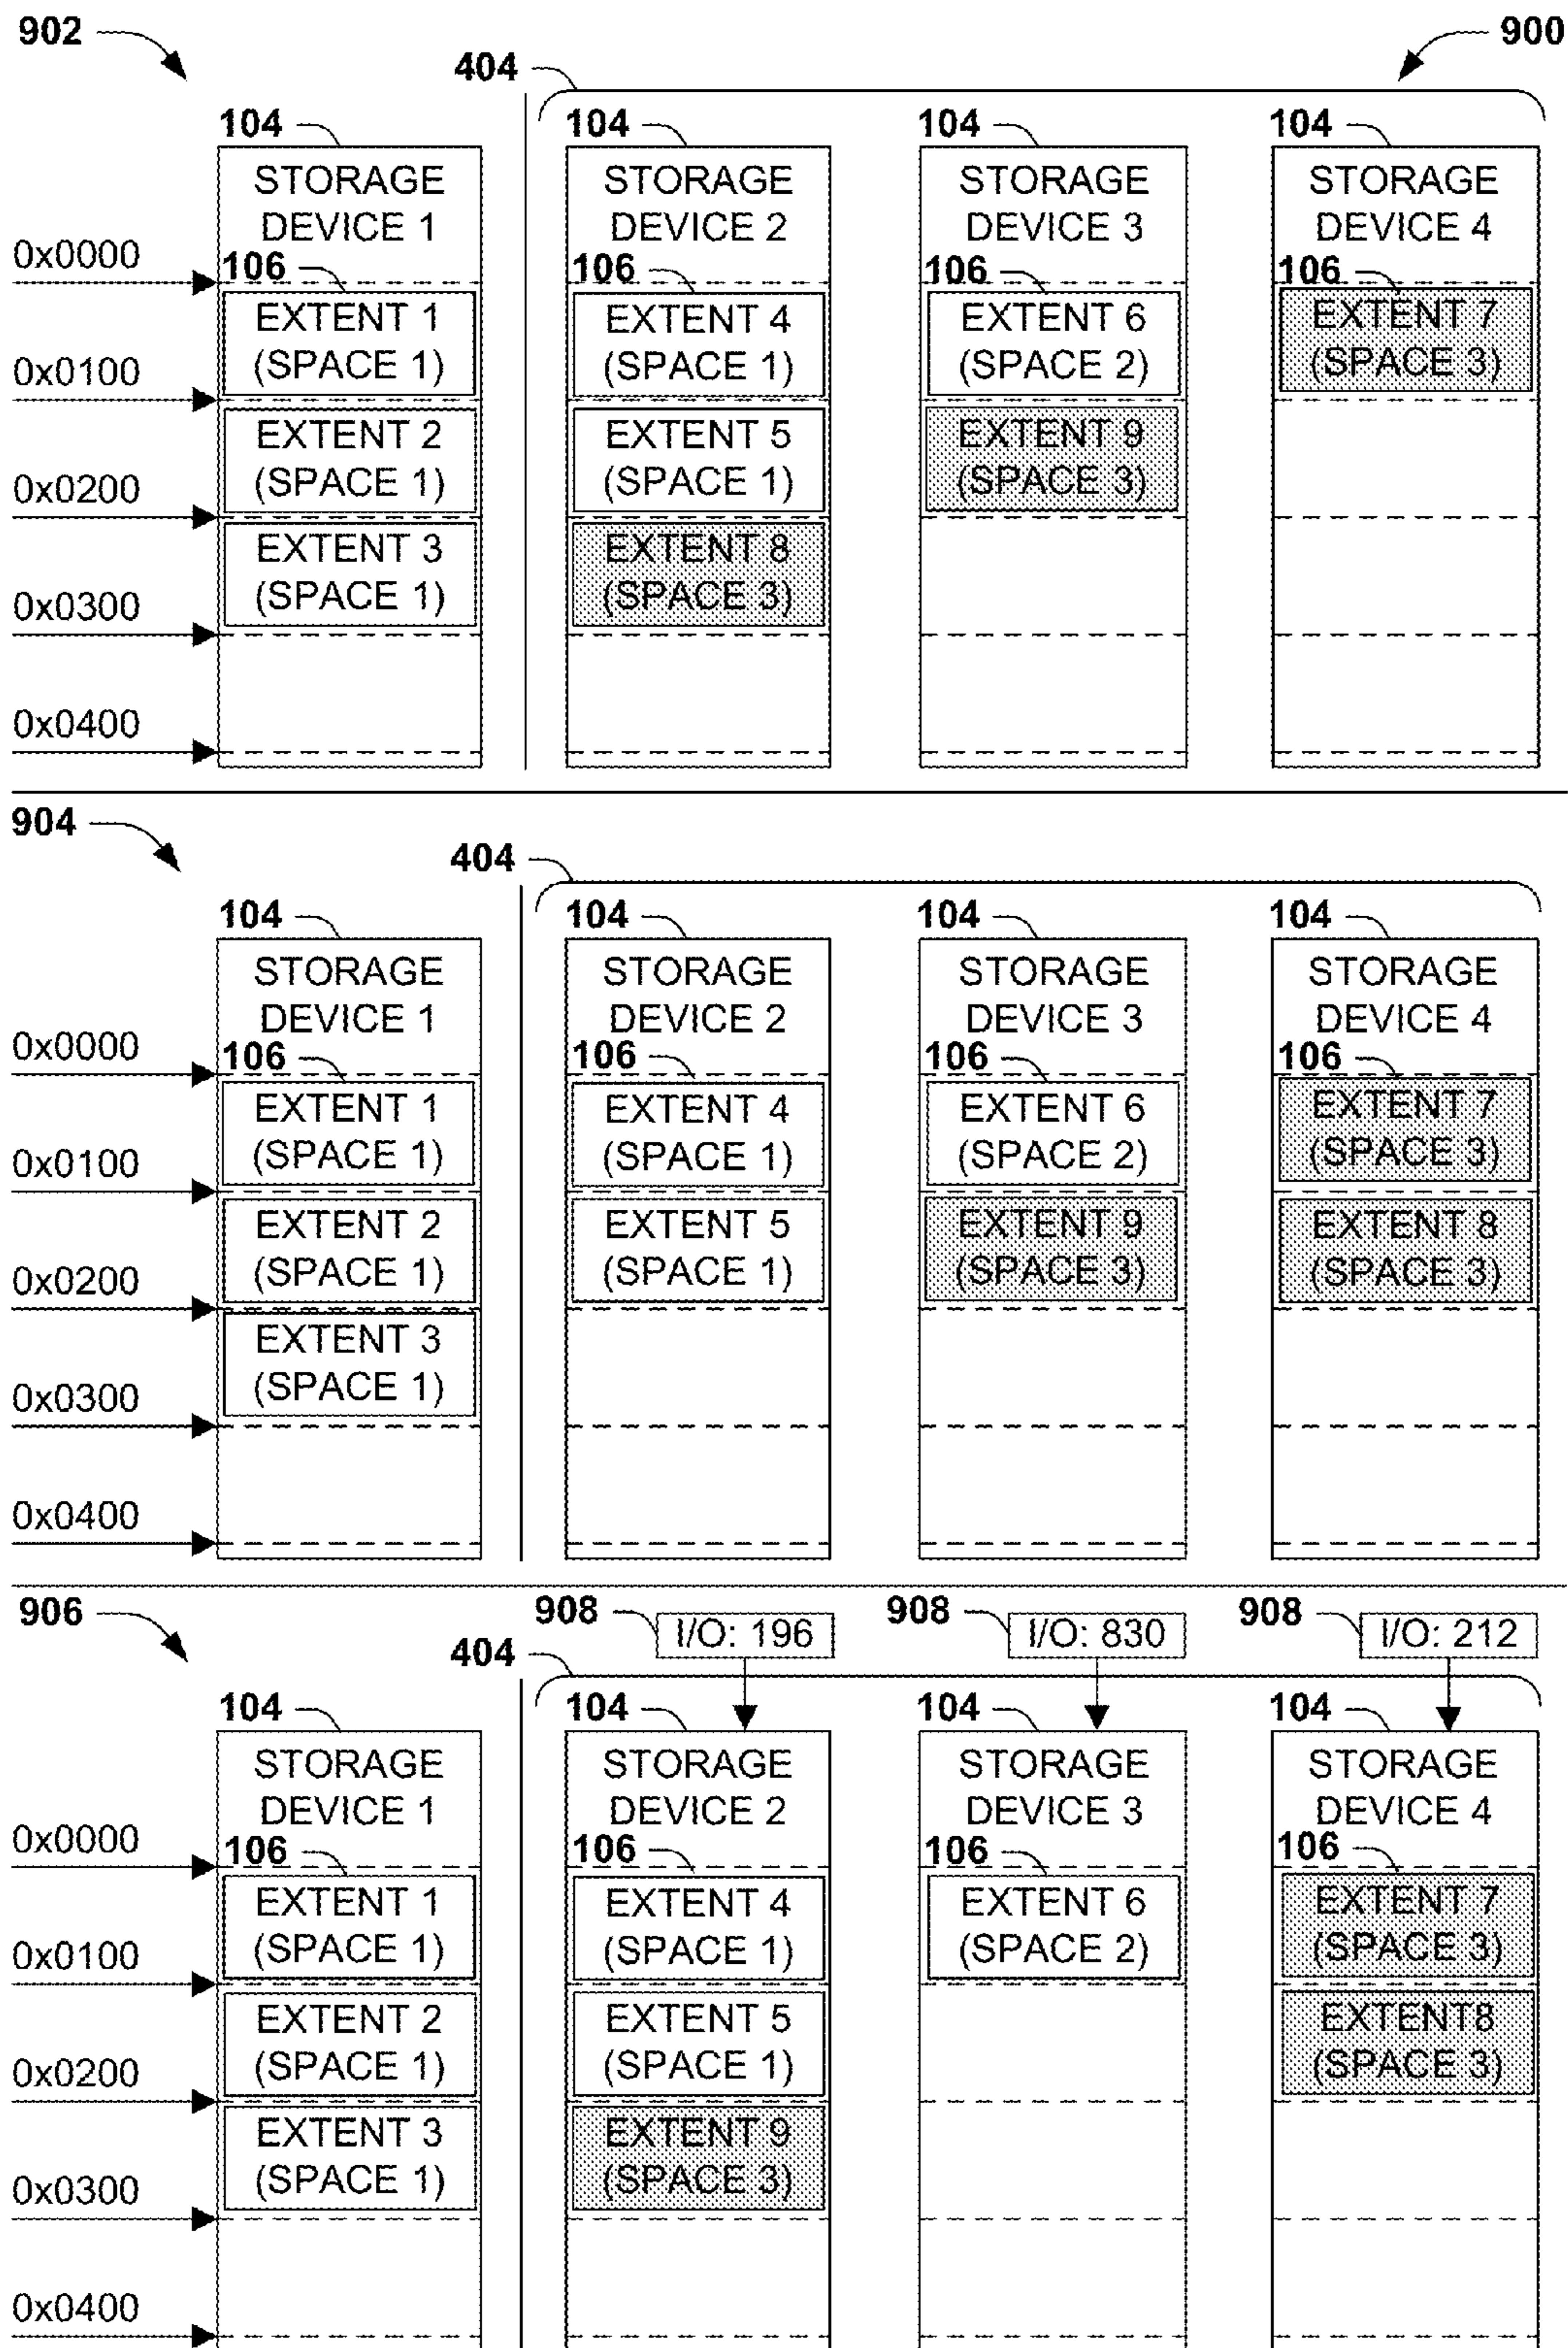 902
900
404
104
104
104
104
STORAGE DEVICE 1
STORAGE DEVICE 2
STORAGE DEVICE 3
STORAGE DEVICE 4
0x0000
106
106
106
106
EXTENT 1 (SPACE 1)
EXTENT 4 (SPACE 1)
EXTENT 6 (SPACE 2)
EXTENT 7 (SPACE 3)
0x0100
EXTENT 2 (SPACE 1)
EXTENT 5 (SPACE 1)
EXTENT 9 (SPACE 3)
0x0200
EXTENT 3 (SPACE 1)
EXTENT 8 (SPACE 3)
0x0300
0x0400
904
404
104
104
104
104
STORAGE DEVICE 1
STORAGE DEVICE 2
STORAGE DEVICE 3
STORAGE DEVICE 4
0x0000
106
106
106
106
EXTENT 1 (SPACE 1)
EXTENT 4 (SPACE 1)
EXTENT 6 (SPACE 2)
EXTENT 7 (SPACE 3)
0x0100
EXTENT 2 (SPACE 1)
EXTENT 5 (SPACE 1)
EXTENT 9 (SPACE 3)
EXTENT 8 (SPACE 3)
0x0200
EXTENT 3 (SPACE 1)
0x0300
0x0400
906
908
I/O: 196
908
I/O: 830
908
I/O: 212
404
104
104
104
104
STORAGE DEVICE 1
STORAGE DEVICE 2
STORAGE DEVICE 3
STORAGE DEVICE 4
0x0000
106
106
106
106
EXTENT 1 (SPACE 1)
EXTENT 4 (SPACE 1)
EXTENT 6 (SPACE 2)
EXTENT 7 (SPACE 3)
0x0100
EXTENT 2 (SPACE 1)
EXTENT 5 (SPACE 1)
EXTENT8 (SPACE 3)
0x0200
EXTENT 3 (SPACE 1)
EXTENT 9 (SPACE 3)
0x0300
0x0400